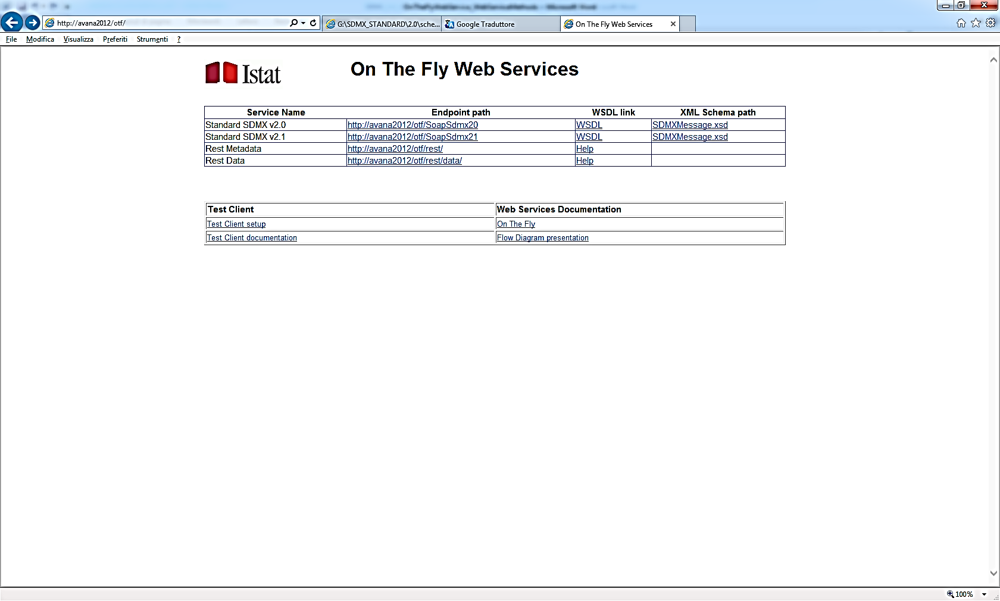 http://avana2012/otf/
G:\SDMX_STANDARD\2.0\sche...
Google Traduttore
On The Fly Web Services
File Modifica Visualizza Preferiti Strumenti ?
Istat
On The Fly Web Services
Service Name Endpoint path WSDL link XML Schema path
Standard SDMX v2.0 http://avana2012/otf/SoapSdmx20 WSDL SDMXMessage.xsd
Standard SDMX v2.1 http://avana2012/otf/SoapSdmx21 WSDL SDMXMessage.xsd
Rest Metadata http://avana2012/otf/rest/ Help
Rest Data http://avana2012/otf/rest/data/ Help
Test Client Web Services Documentation
Test Client setup On The Fly
Test Client documentation Flow Diagram presentation
100%